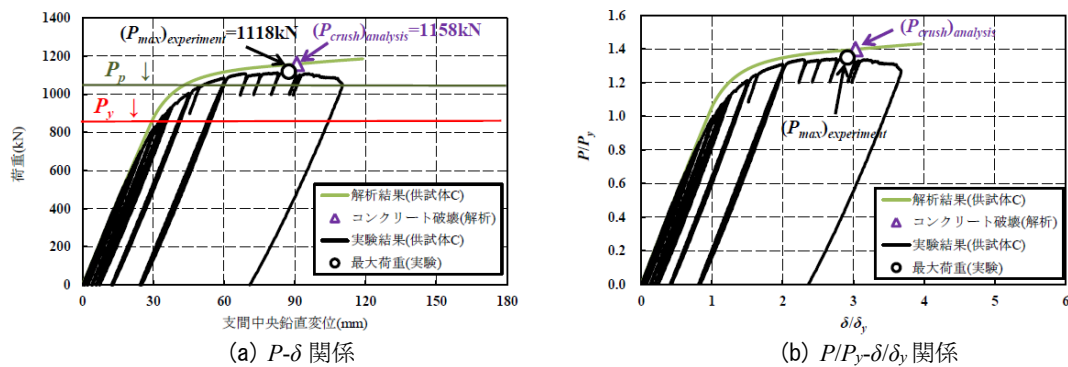 (Pmax)experiment=1118kN
(Pcrush)analysis=1158kN
Pp ↓
Py ↓
1400
1200
1000
800
600
400
200
0
荷重(kN)
0 30 60 90 120 150 180
支間中央鉛直変位(mm)
解析結果(供試体C)
コンクリート破壊(解析)
実験結果(供試体C)
最大荷重(実験)
(a) P-δ 関係
1.6
1.4
1.2
1.0
0.8
0.6
0.4
0.2
0.0
P/Py
(Pcrush)analysis
(Pmax)experiment
解析結果(供試体C)
コンクリート破壊(解析)
実験結果(供試体C)
最大荷重(実験)
0 1 2 3 4 5 6
δ/δy
(b) P/Py-δ/δy 関係